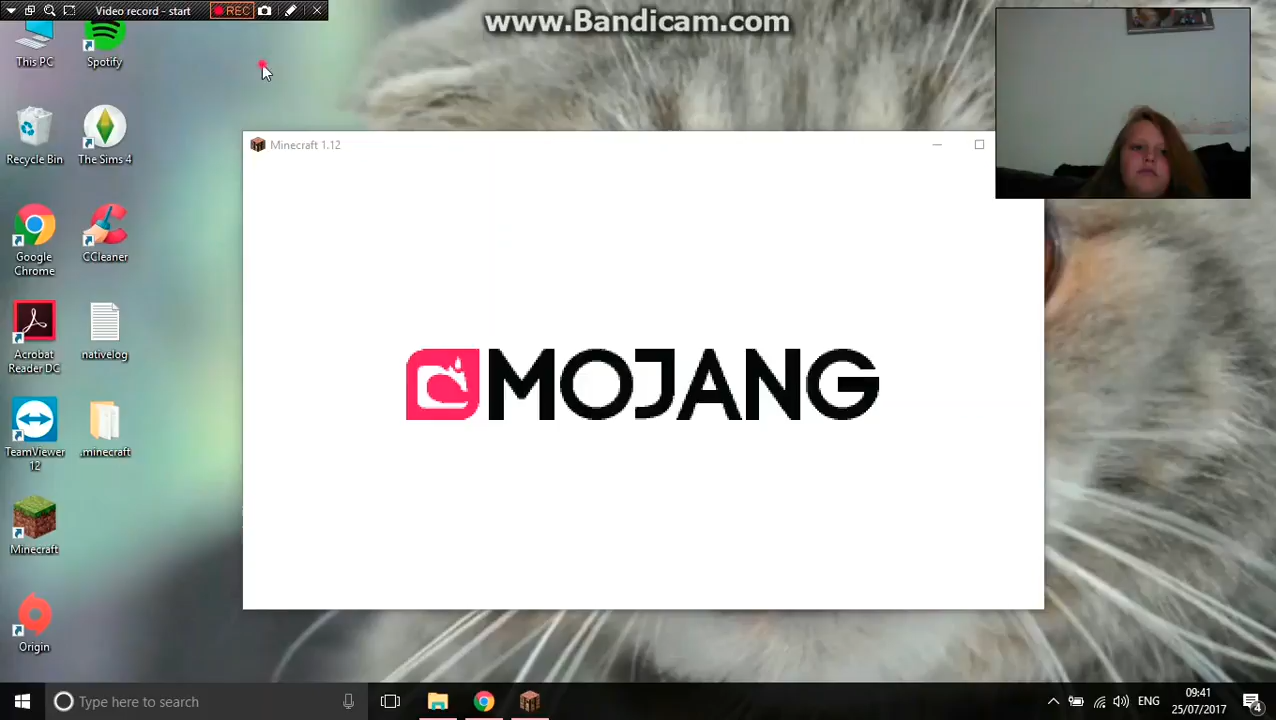 Video record - start
REC
www.Bandicam.com
This PC
Spotify
Recycle Bin
The Sims 4
Google
Chrome
CCleaner
Acrobat
Reader DC
nativelog
TeamViewer
12
.minecraft
Minecraft
Origin
Minecraft 1.12
MOJANG
Type here to search
ENG
09:41
25/07/2017
4